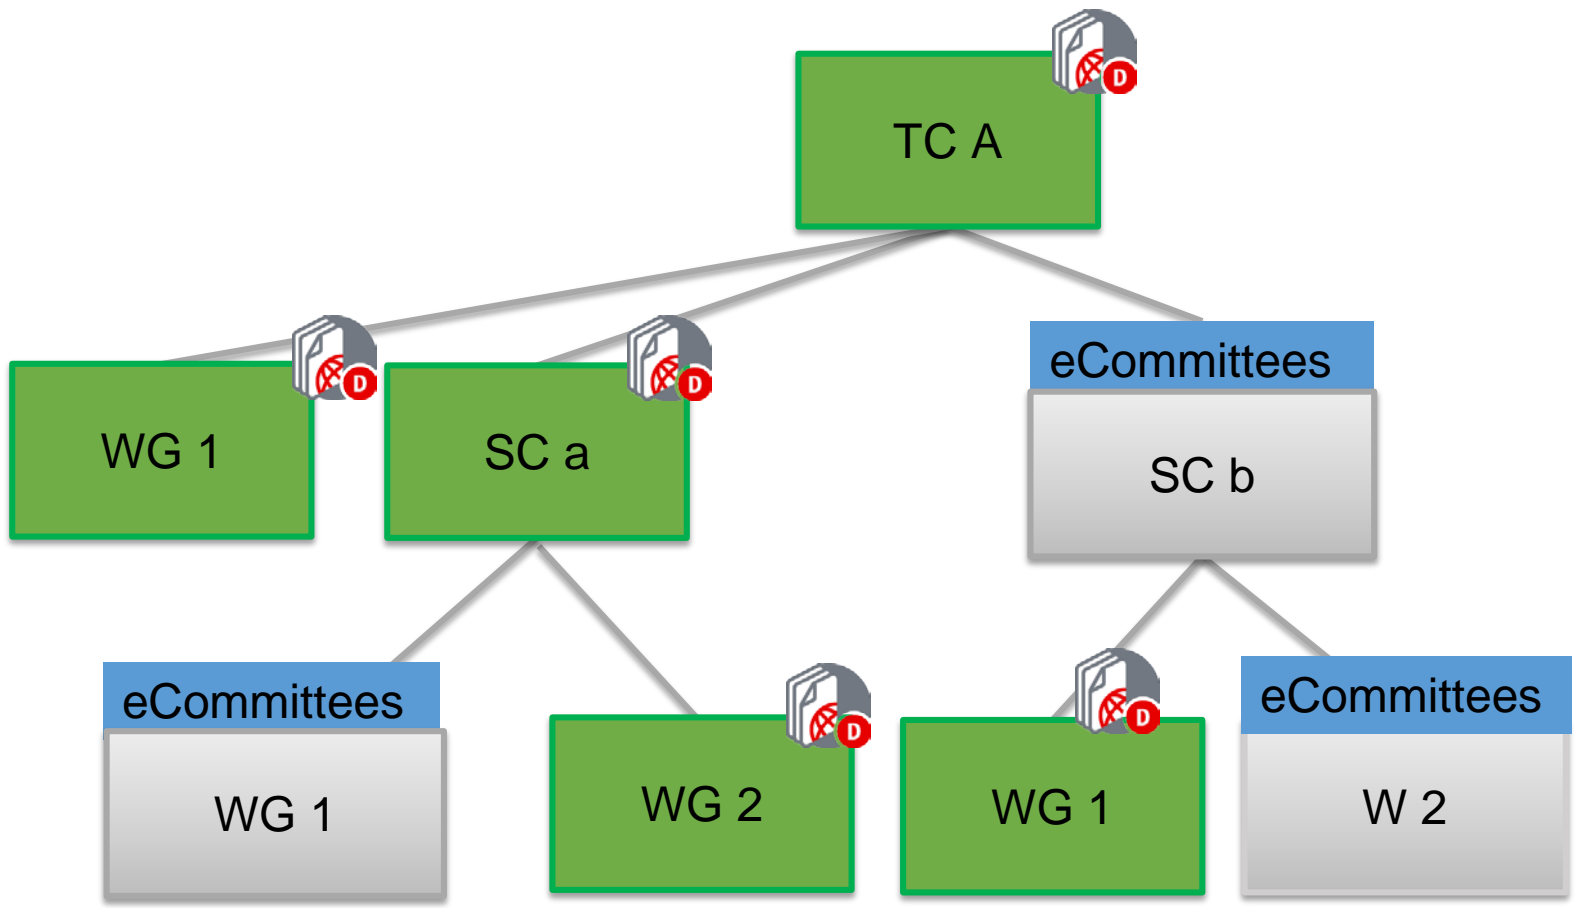 D
TC A
D
D
eCommittees
WG 1
SC a
SC b
eCommittees
D
D
eCommittees
WG 1
WG 2
WG 1
W 2